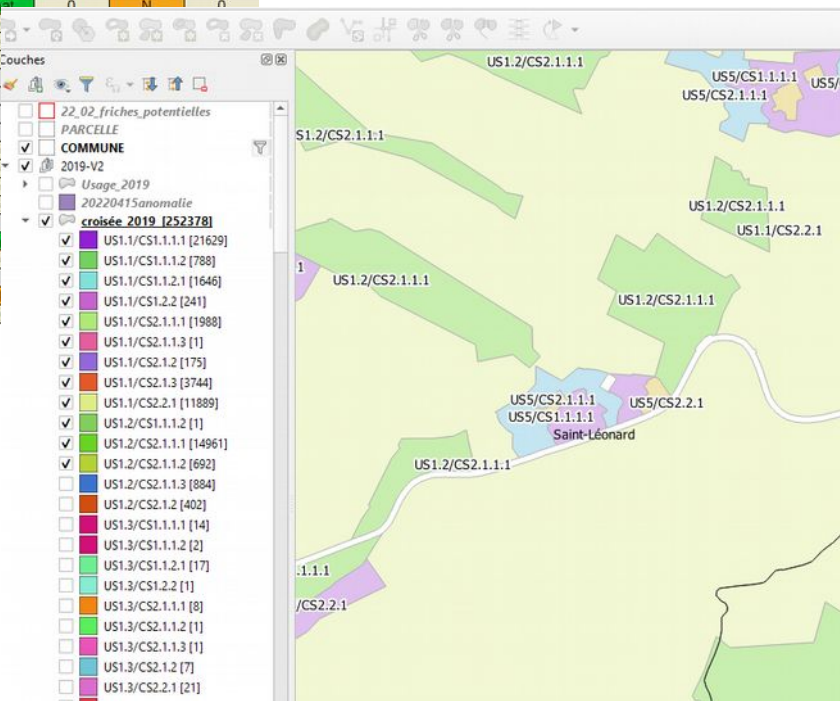 at 0 N 0
Couches
22_02_friches_potentielles
PARCELLE
COMMUNE
2019-V2
Usage_2019
20220415anomalie
croisée_2019 [252378]
US1.1/CS1.1.1.1 [21629]
US1.1/CS1.1.1.2 [788]
US1.1/CS1.1.2.1 [1646]
US1.1/CS1.2.2 [241]
US1.1/CS2.1.1.1 [1988]
US1.1/CS2.1.1.3 [1]
US1.1/CS2.1.2 [175]
US1.1/CS2.1.3 [3744]
US1.1/CS2.2.1 [11889]
US1.2/CS1.1.1.2 [1]
US1.2/CS2.1.1.1 [14961]
US1.2/CS2.1.1.2 [692]
US1.2/CS2.1.1.3 [884]
US1.2/CS2.1.2 [402]
US1.3/CS1.1.1.1 [14]
US1.3/CS1.1.1.2 [2]
US1.3/CS1.1.2.1 [17]
US1.3/CS1.2.2 [1]
US1.3/CS2.1.1.1 [8]
US1.3/CS2.1.1.2 [1]
US1.3/CS2.1.1.3 [1]
US1.3/CS2.1.2 [7]
US1.3/CS2.2.1 [21]
US1.2/CS2.1.1.1
US5/CS1.1.1.1
US5/
US5/CS2.1.1.1
S1.2/CS2.1.1.1
US1.2/CS2.1.1.1
US1.1/CS2.2.1
1
US1.2/CS2.1.1.1
US1.2/CS2.1.1.1
US5/CS2.1.1.1
US5/CS2.2.1
US5/CS1.1.1.1
Saint-Léonard
US1.2/CS2.1.1.1
.1.1.1
/CS2.2.1